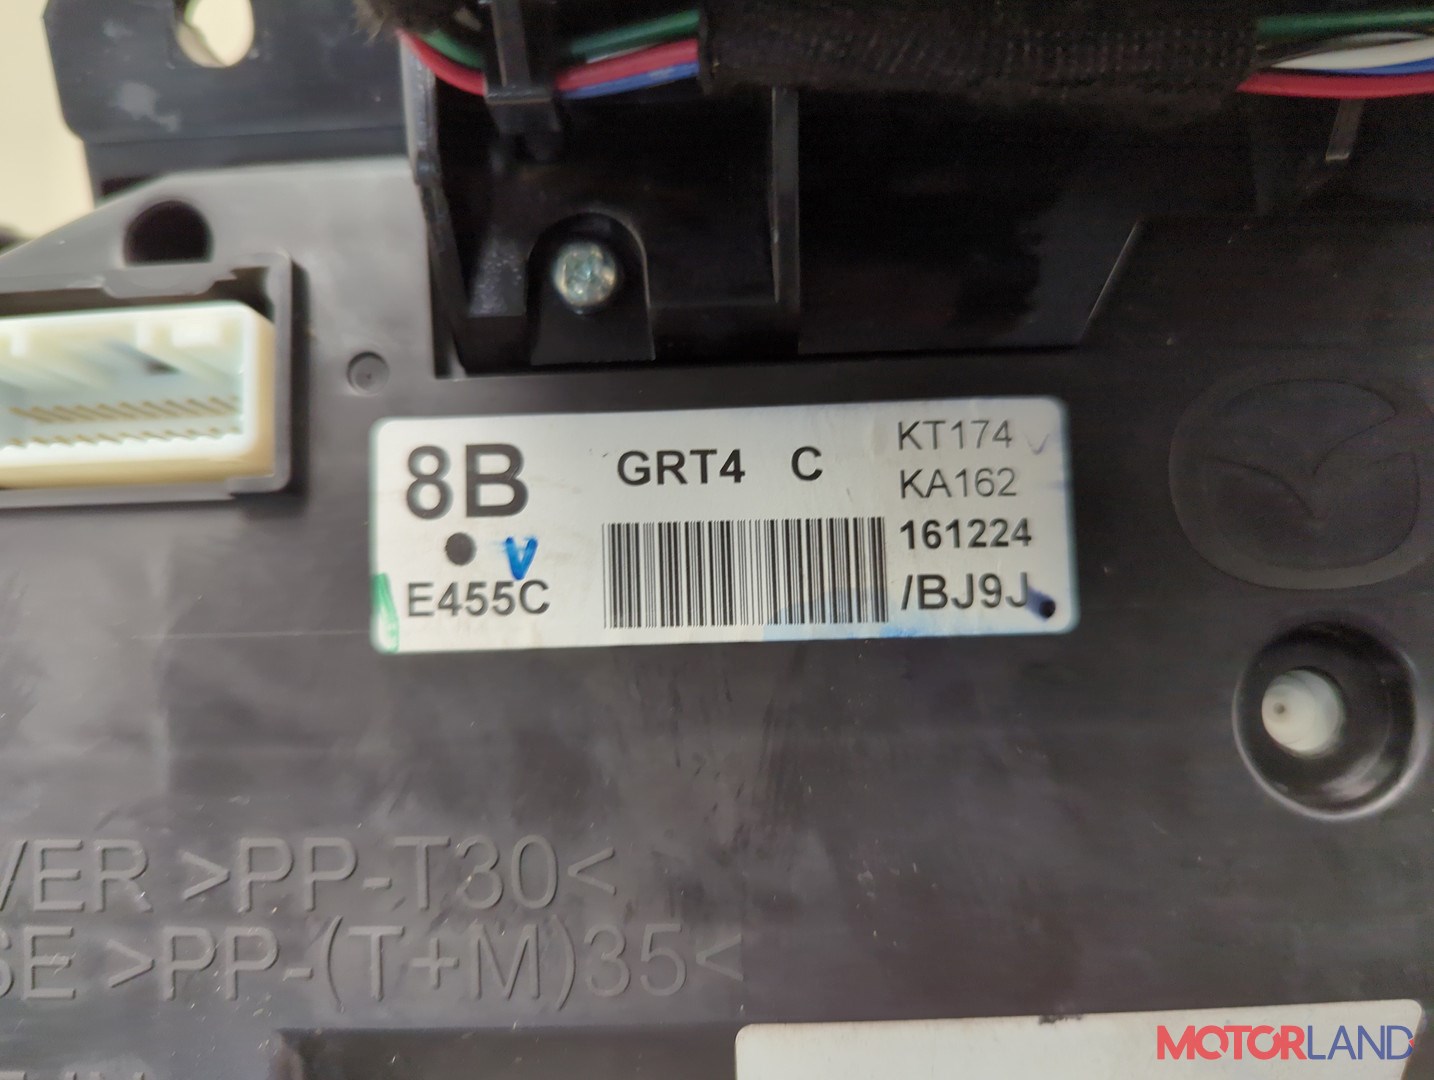 8B GRT4 C KT174
KA162
161224
E455C /BJ9J
VER >PP-T30<
SE >PP-(T+M)35<
MOTORLAND